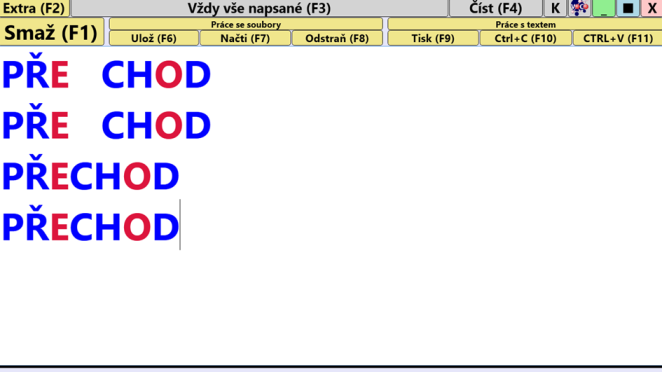 Extra (F2) Vždy vše napsané (F3) Číst (F4) K _ X
Smaž (F1) Práce se soubory Práce s textem
Ulož (F6) Načti (F7) Odstraň (F8) Tisk (F9) Ctrl+C (F10) CTRL+V (F11)
PŘE CHOD
PŘE CHOD
PŘECHOD
PŘECHOD